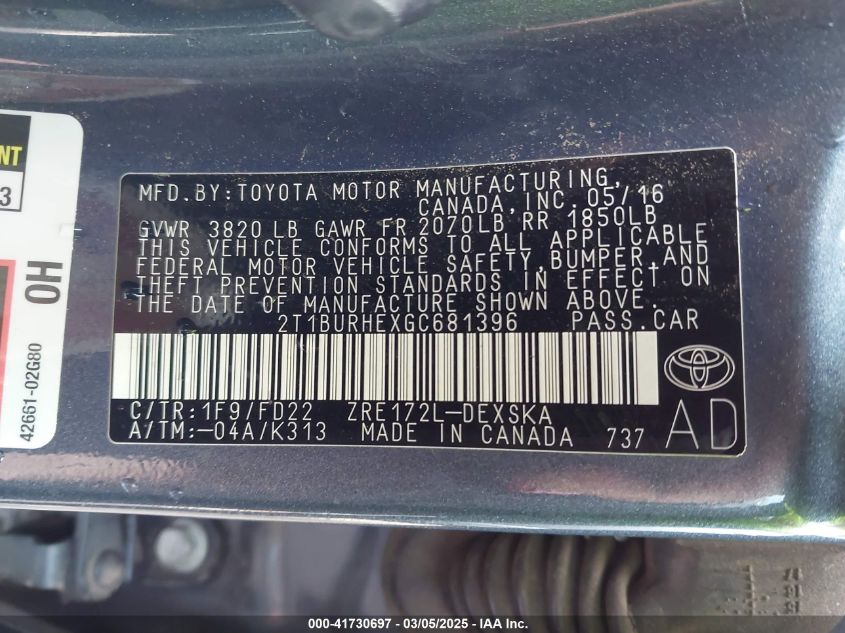 NT
3
OH
42661-02G80
MFD.BY:TOYOTA MOTOR MANUFACTURING,
CANADA,INC. 05/16
GVWR 3820 LB GAWR FR 2070LB RR 1850LB
THIS VEHICLE CONFORMS TO ALL APPLICABLE
FEDERAL MOTOR VEHICLE SAFETY,BUMPER,AND
THEFT PREVENTION STANDARDS IN EFFECT ON
THE DATE OF MANUFACTURE SHOWN ABOVE.
2T1BURHEXGC681396 PASS.CAR
C/TR:1F9/FD22 ZRE172L-DEXSKA
A/TM:-04A/K313 MADE IN CANADA 737
AD
000-41730697 - 03/05/2025 - IAA Inc.